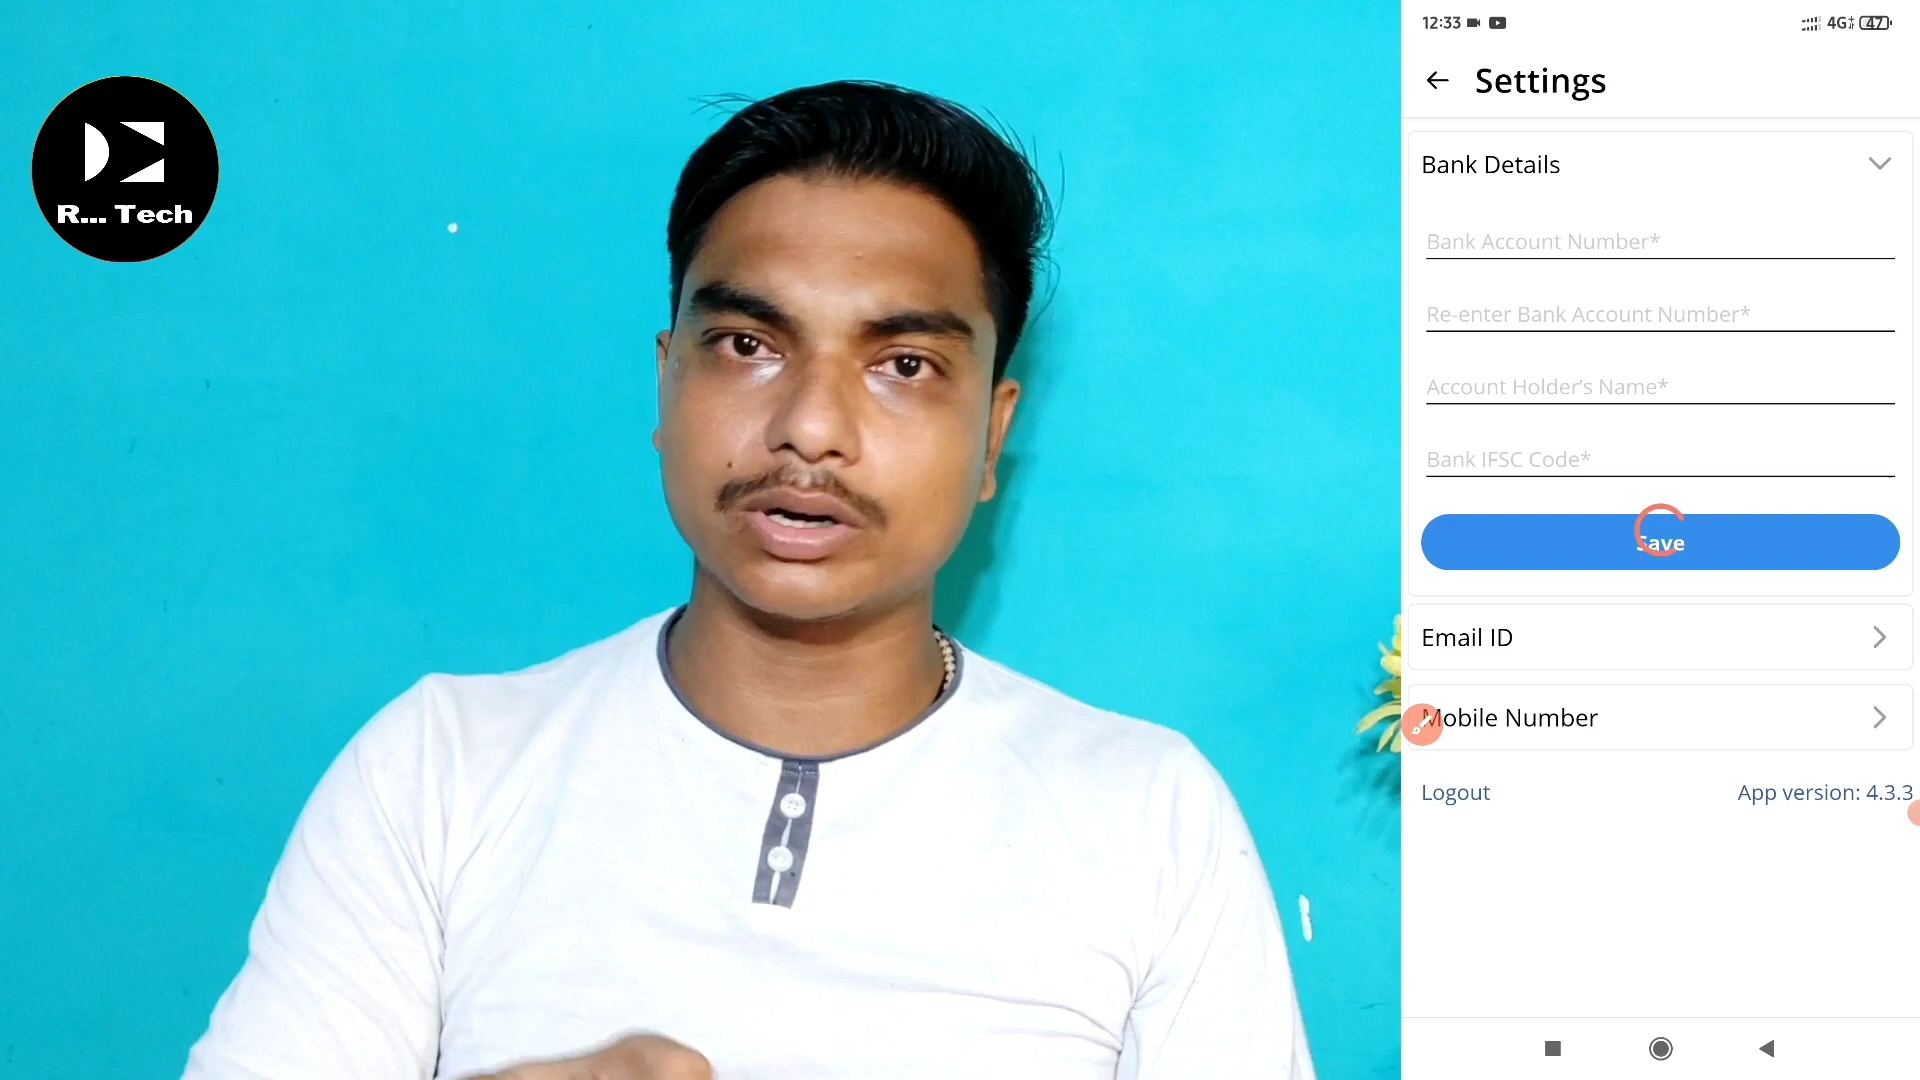 R... Tech
12:33
4G
47
Settings
Bank Details
Bank Account Number*
Re-enter Bank Account Number*
Account Holder's Name*
Bank IFSC Code*
Save
Email ID
Mobile Number
Logout
App version: 4.3.3